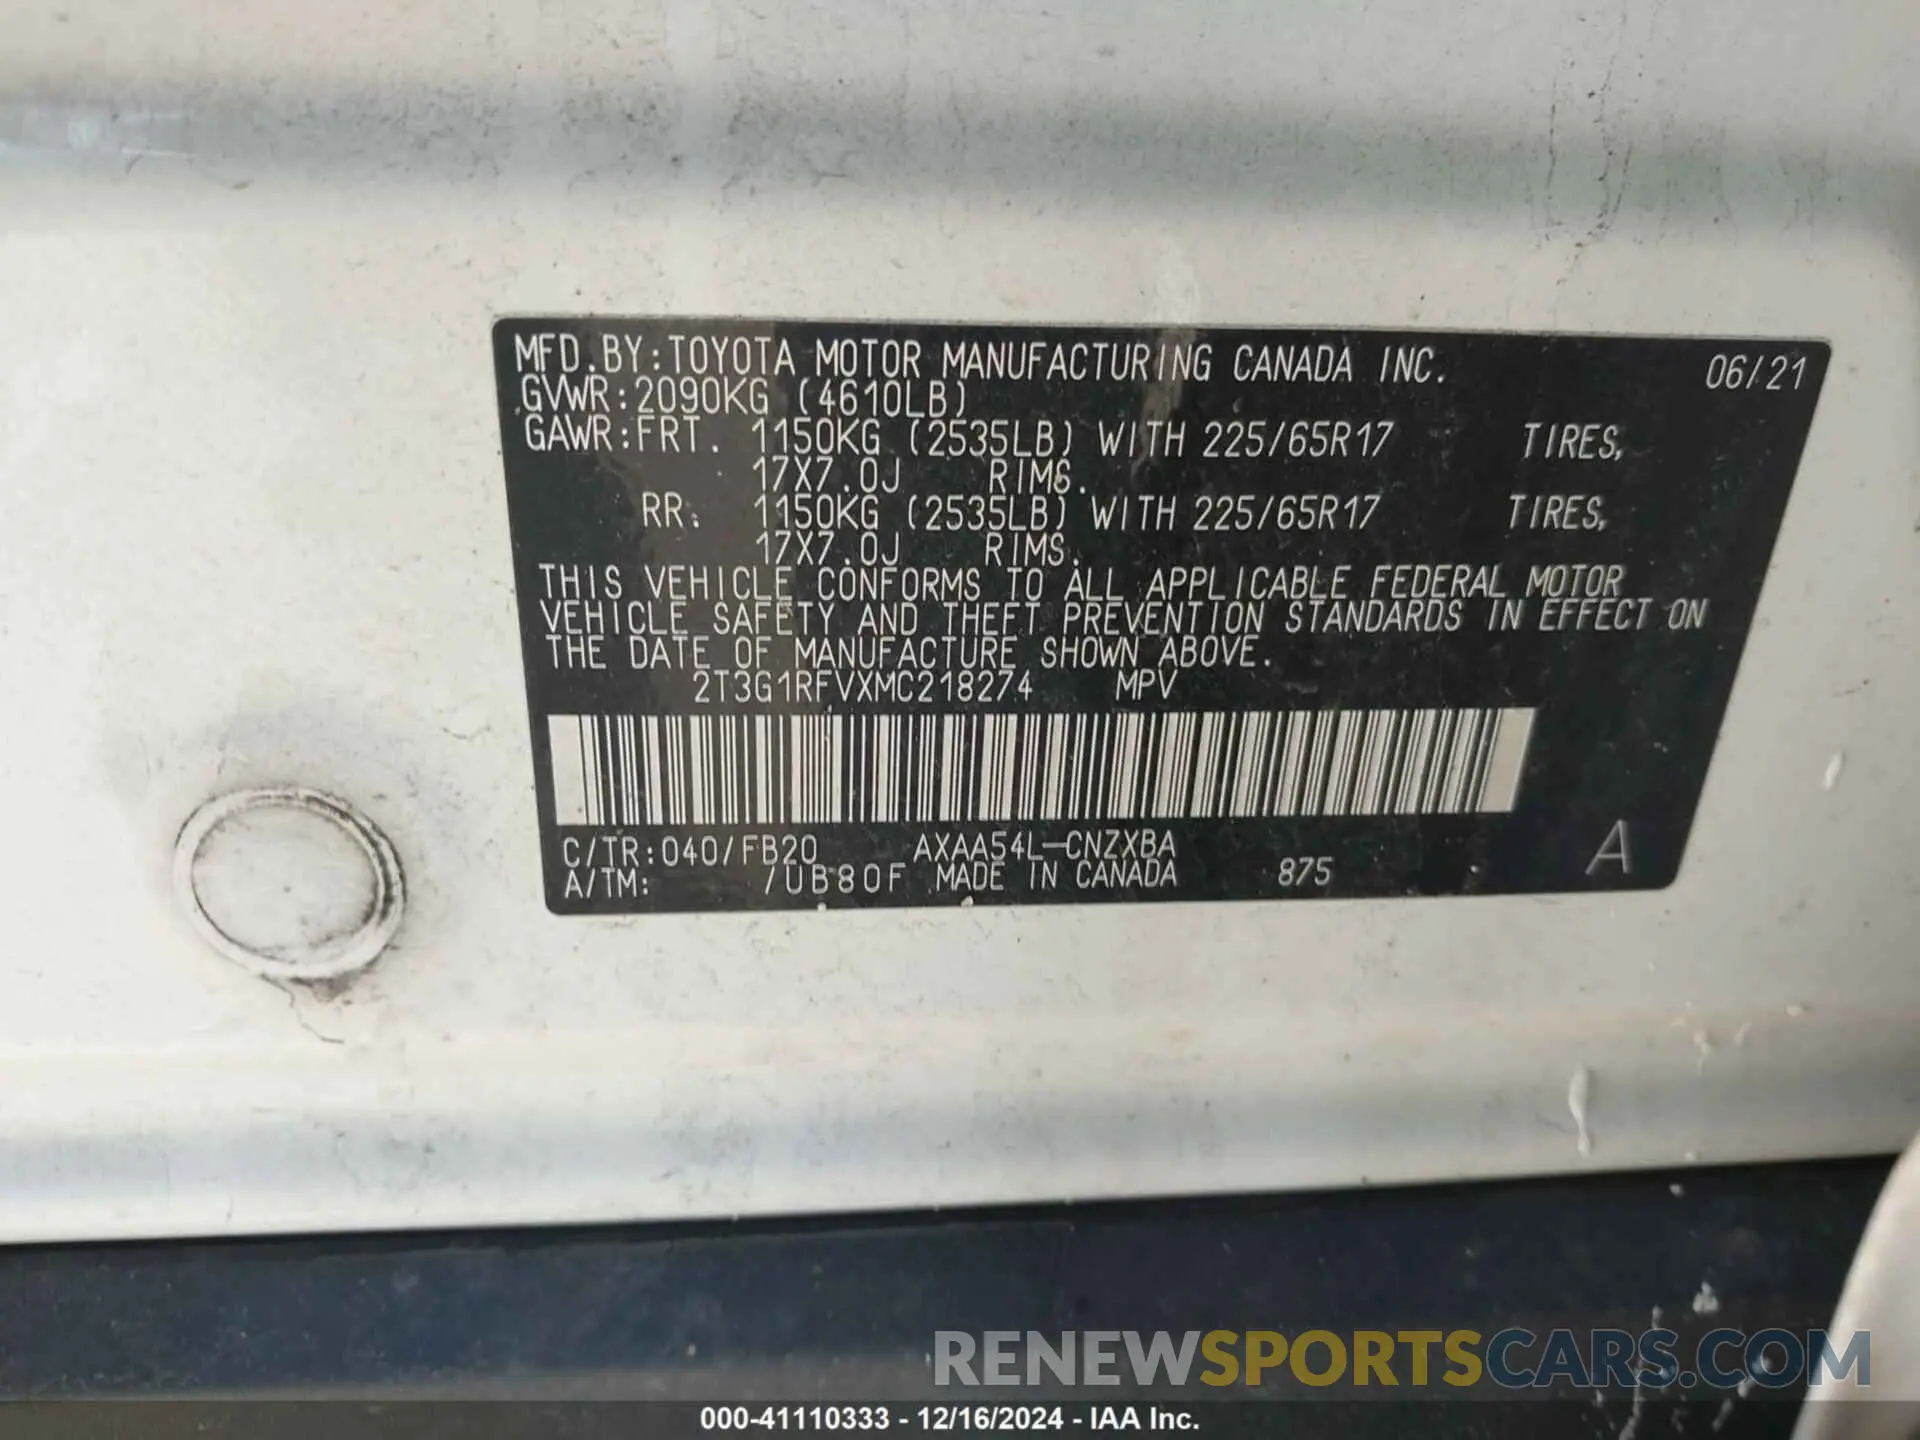 MFD.BY:TOYOTA MOTOR MANUFACTURING CANADA INC. 06/21
GVWR:2090KG (4610LB)
GAWR:FRT. 1150KG (2535LB) WITH 225/65R17 TIRES,
17X7.0J RIMS.
RR: 1150KG (2535LB) WITH 225/65R17 TIRES,
17X7.0J RIMS.
THIS VEHICLE CONFORMS TO ALL APPLICABLE FEDERAL MOTOR
VEHICLE SAFETY AND THEFT PREVENTION STANDARDS IN EFFECT ON
THE DATE OF MANUFACTURE SHOWN ABOVE.
2T3G1RFVXMC218274 MPV
C/TR:040/FB20 AXAA54L-CNZXBA
A/TM: /UB80F MADE IN CANADA 875 A
RENEWSPORTSCARS.COM
000-41110333 - 12/16/2024 - IAA Inc.